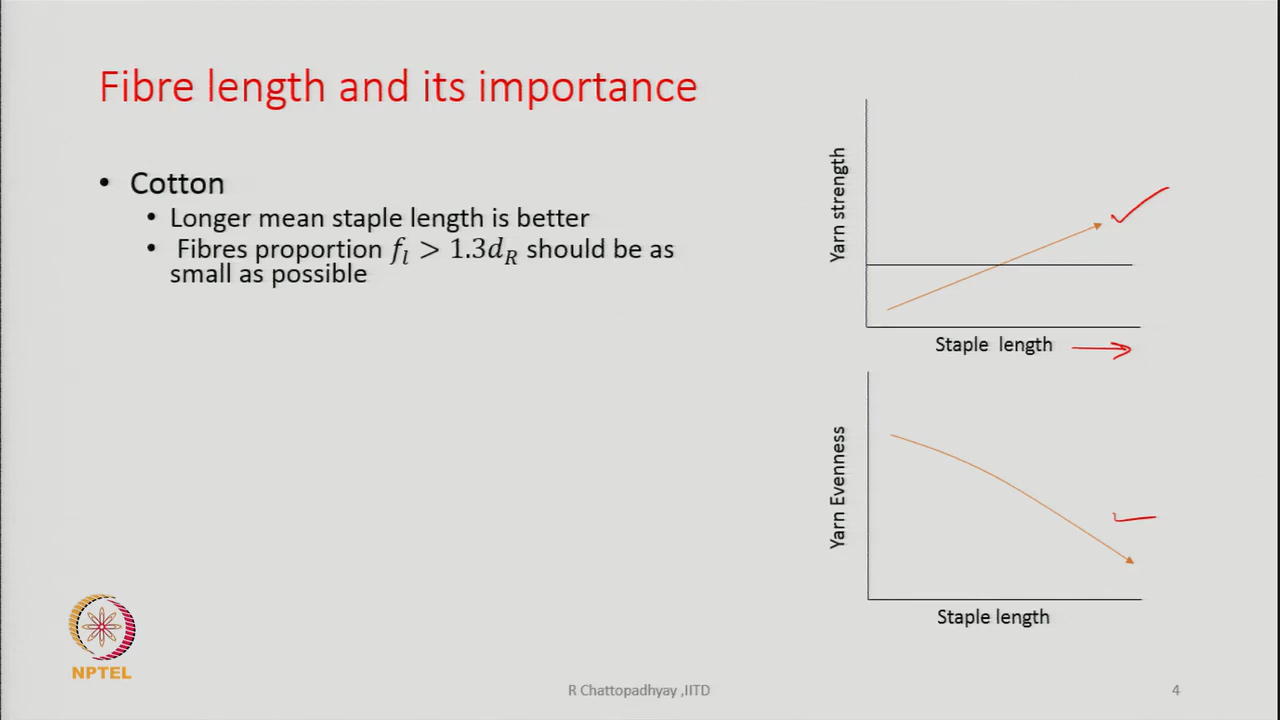 Fibre length and its importance
• Cotton
• Longer mean staple length is better
• Fibres proportion $f_l > 1.3d_R$ should be as
small as possible
Yarn strength
Staple length
Yarn Evenness
Staple length
NPTEL
R Chattopadhyay ,IITD
4